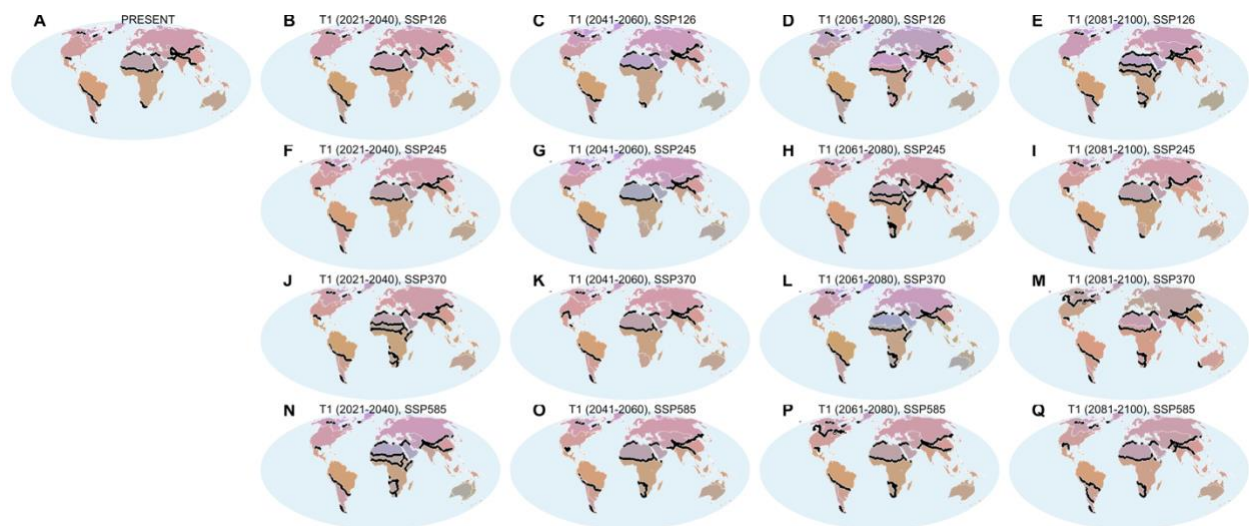 A PRESENT
B T1 (2021-2040), SSP126
C T1 (2041-2060), SSP126
D T1 (2061-2080), SSP126
E T1 (2081-2100), SSP126
F T1 (2021-2040), SSP245
G T1 (2041-2060), SSP245
H T1 (2061-2080), SSP245
I T1 (2081-2100), SSP245
J T1 (2021-2040), SSP370
K T1 (2041-2060), SSP370
L T1 (2061-2080), SSP370
M T1 (2081-2100), SSP370
N T1 (2021-2040), SSP585
O T1 (2041-2060), SSP585
P T1 (2061-2080), SSP585
Q T1 (2081-2100), SSP585